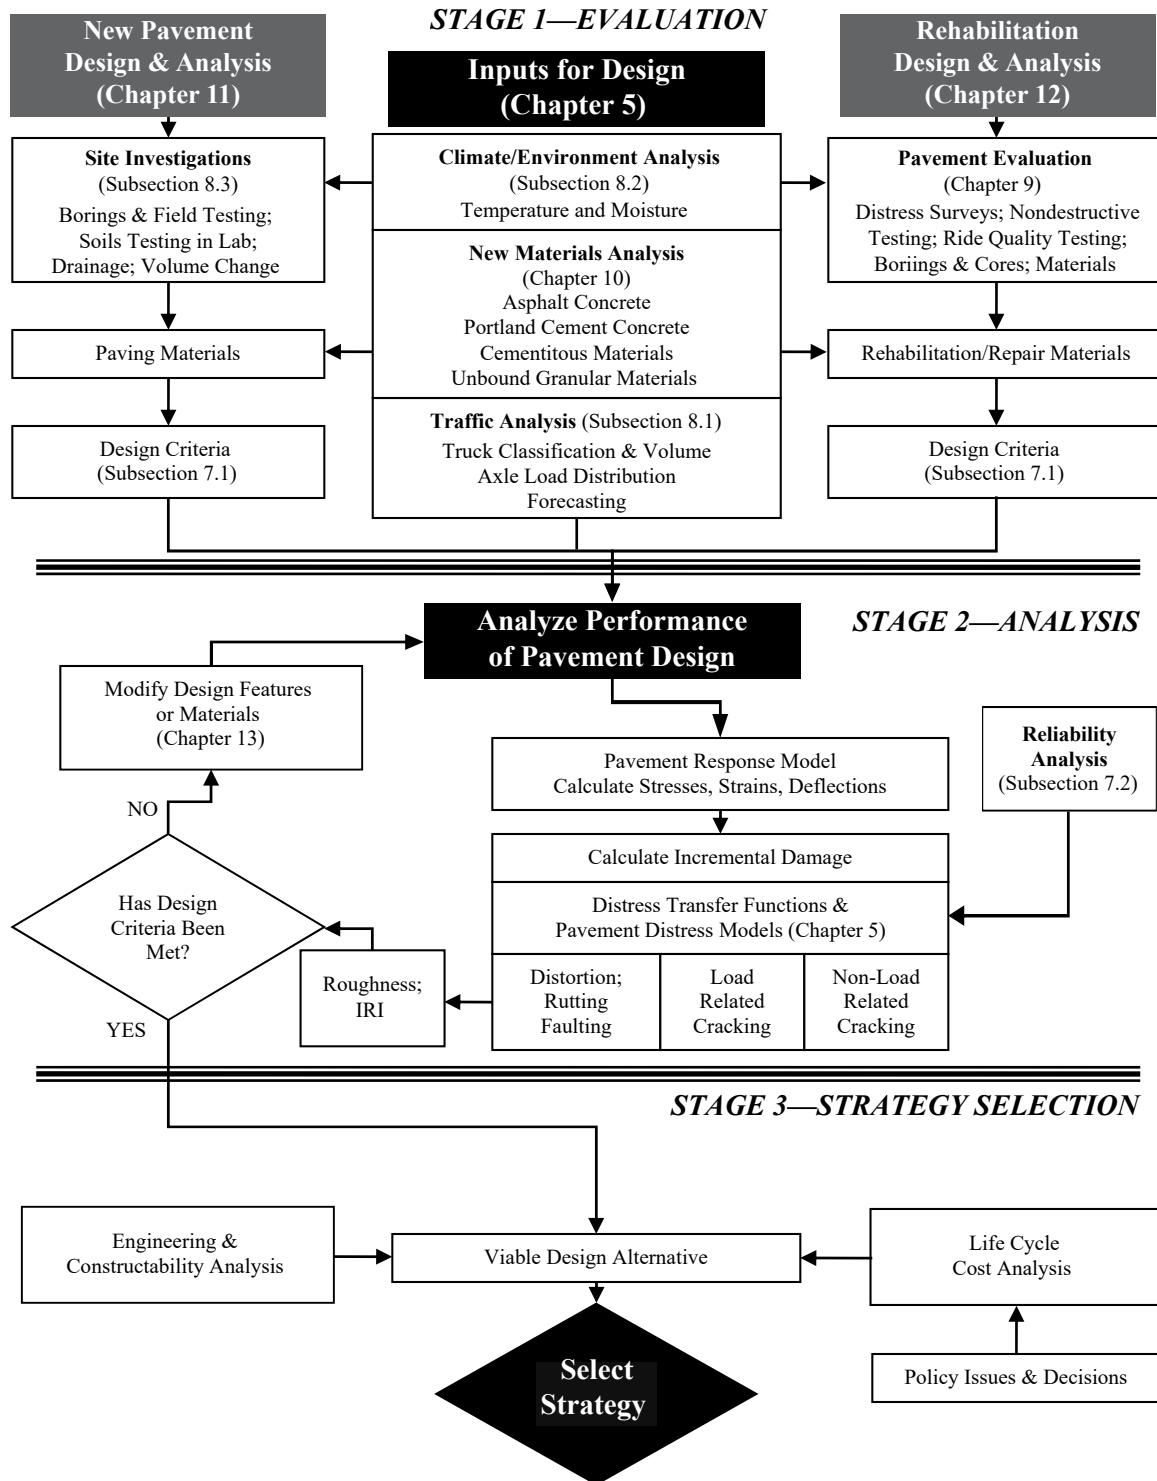 STAGE 1—EVALUATION
New Pavement
Design & Analysis
(Chapter 11)
Inputs for Design
(Chapter 5)
Rehabilitation
Design & Analysis
(Chapter 12)
Site Investigations
(Subsection 8.3)
Borings & Field Testing;
Soils Testing in Lab;
Drainage; Volume Change
Climate/Environment Analysis
(Subsection 8.2)
Temperature and Moisture
Pavement Evaluation
(Chapter 9)
Distress Surveys; Nondestructive
Testing; Ride Quality Testing;
Boriings & Cores; Materials
New Materials Analysis
(Chapter 10)
Asphalt Concrete
Portland Cement Concrete
Cementitous Materials
Unbound Granular Materials
Paving Materials
Rehabilitation/Repair Materials
Traffic Analysis (Subsection 8.1)
Truck Classification & Volume
Axle Load Distribution
Forecasting
Design Criteria
(Subsection 7.1)
Design Criteria
(Subsection 7.1)
STAGE 2—ANALYSIS
Analyze Performance
of Pavement Design
Modify Design Features
or Materials
(Chapter 13)
Pavement Response Model
Calculate Stresses, Strains, Deflections
Reliability
Analysis
(Subsection 7.2)
NO
Calculate Incremental Damage
Has Design
Criteria Been
Met?
Distress Transfer Functions &
Pavement Distress Models (Chapter 5)
Roughness;
IRI
Distortion;
Rutting
Faulting
Load
Related
Cracking
Non-Load
Related
Cracking
YES
STAGE 3—STRATEGY SELECTION
Engineering &
Constructability Analysis
Viable Design Alternative
Life Cycle
Cost Analysis
Select
Strategy
Policy Issues & Decisions